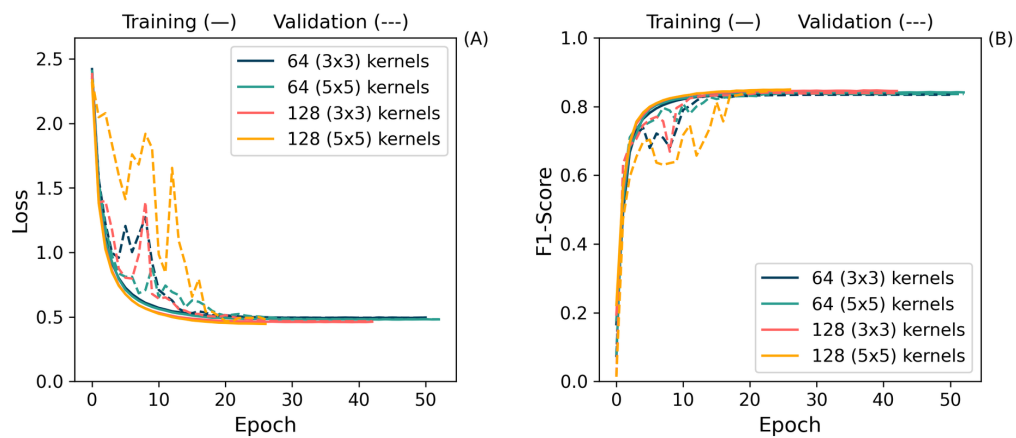 Training (—)   Validation (---)
(A)
Loss
2.5
2.0
1.5
1.0
0.5
0.0
64 (3x3) kernels
64 (5x5) kernels
128 (3x3) kernels
128 (5x5) kernels
0 10 20 30 40 50
Epoch
Training (—)   Validation (---)
(B)
F1-Score
1.0
0.8
0.6
0.4
0.2
0.0
64 (3x3) kernels
64 (5x5) kernels
128 (3x3) kernels
128 (5x5) kernels
0 10 20 30 40 50
Epoch